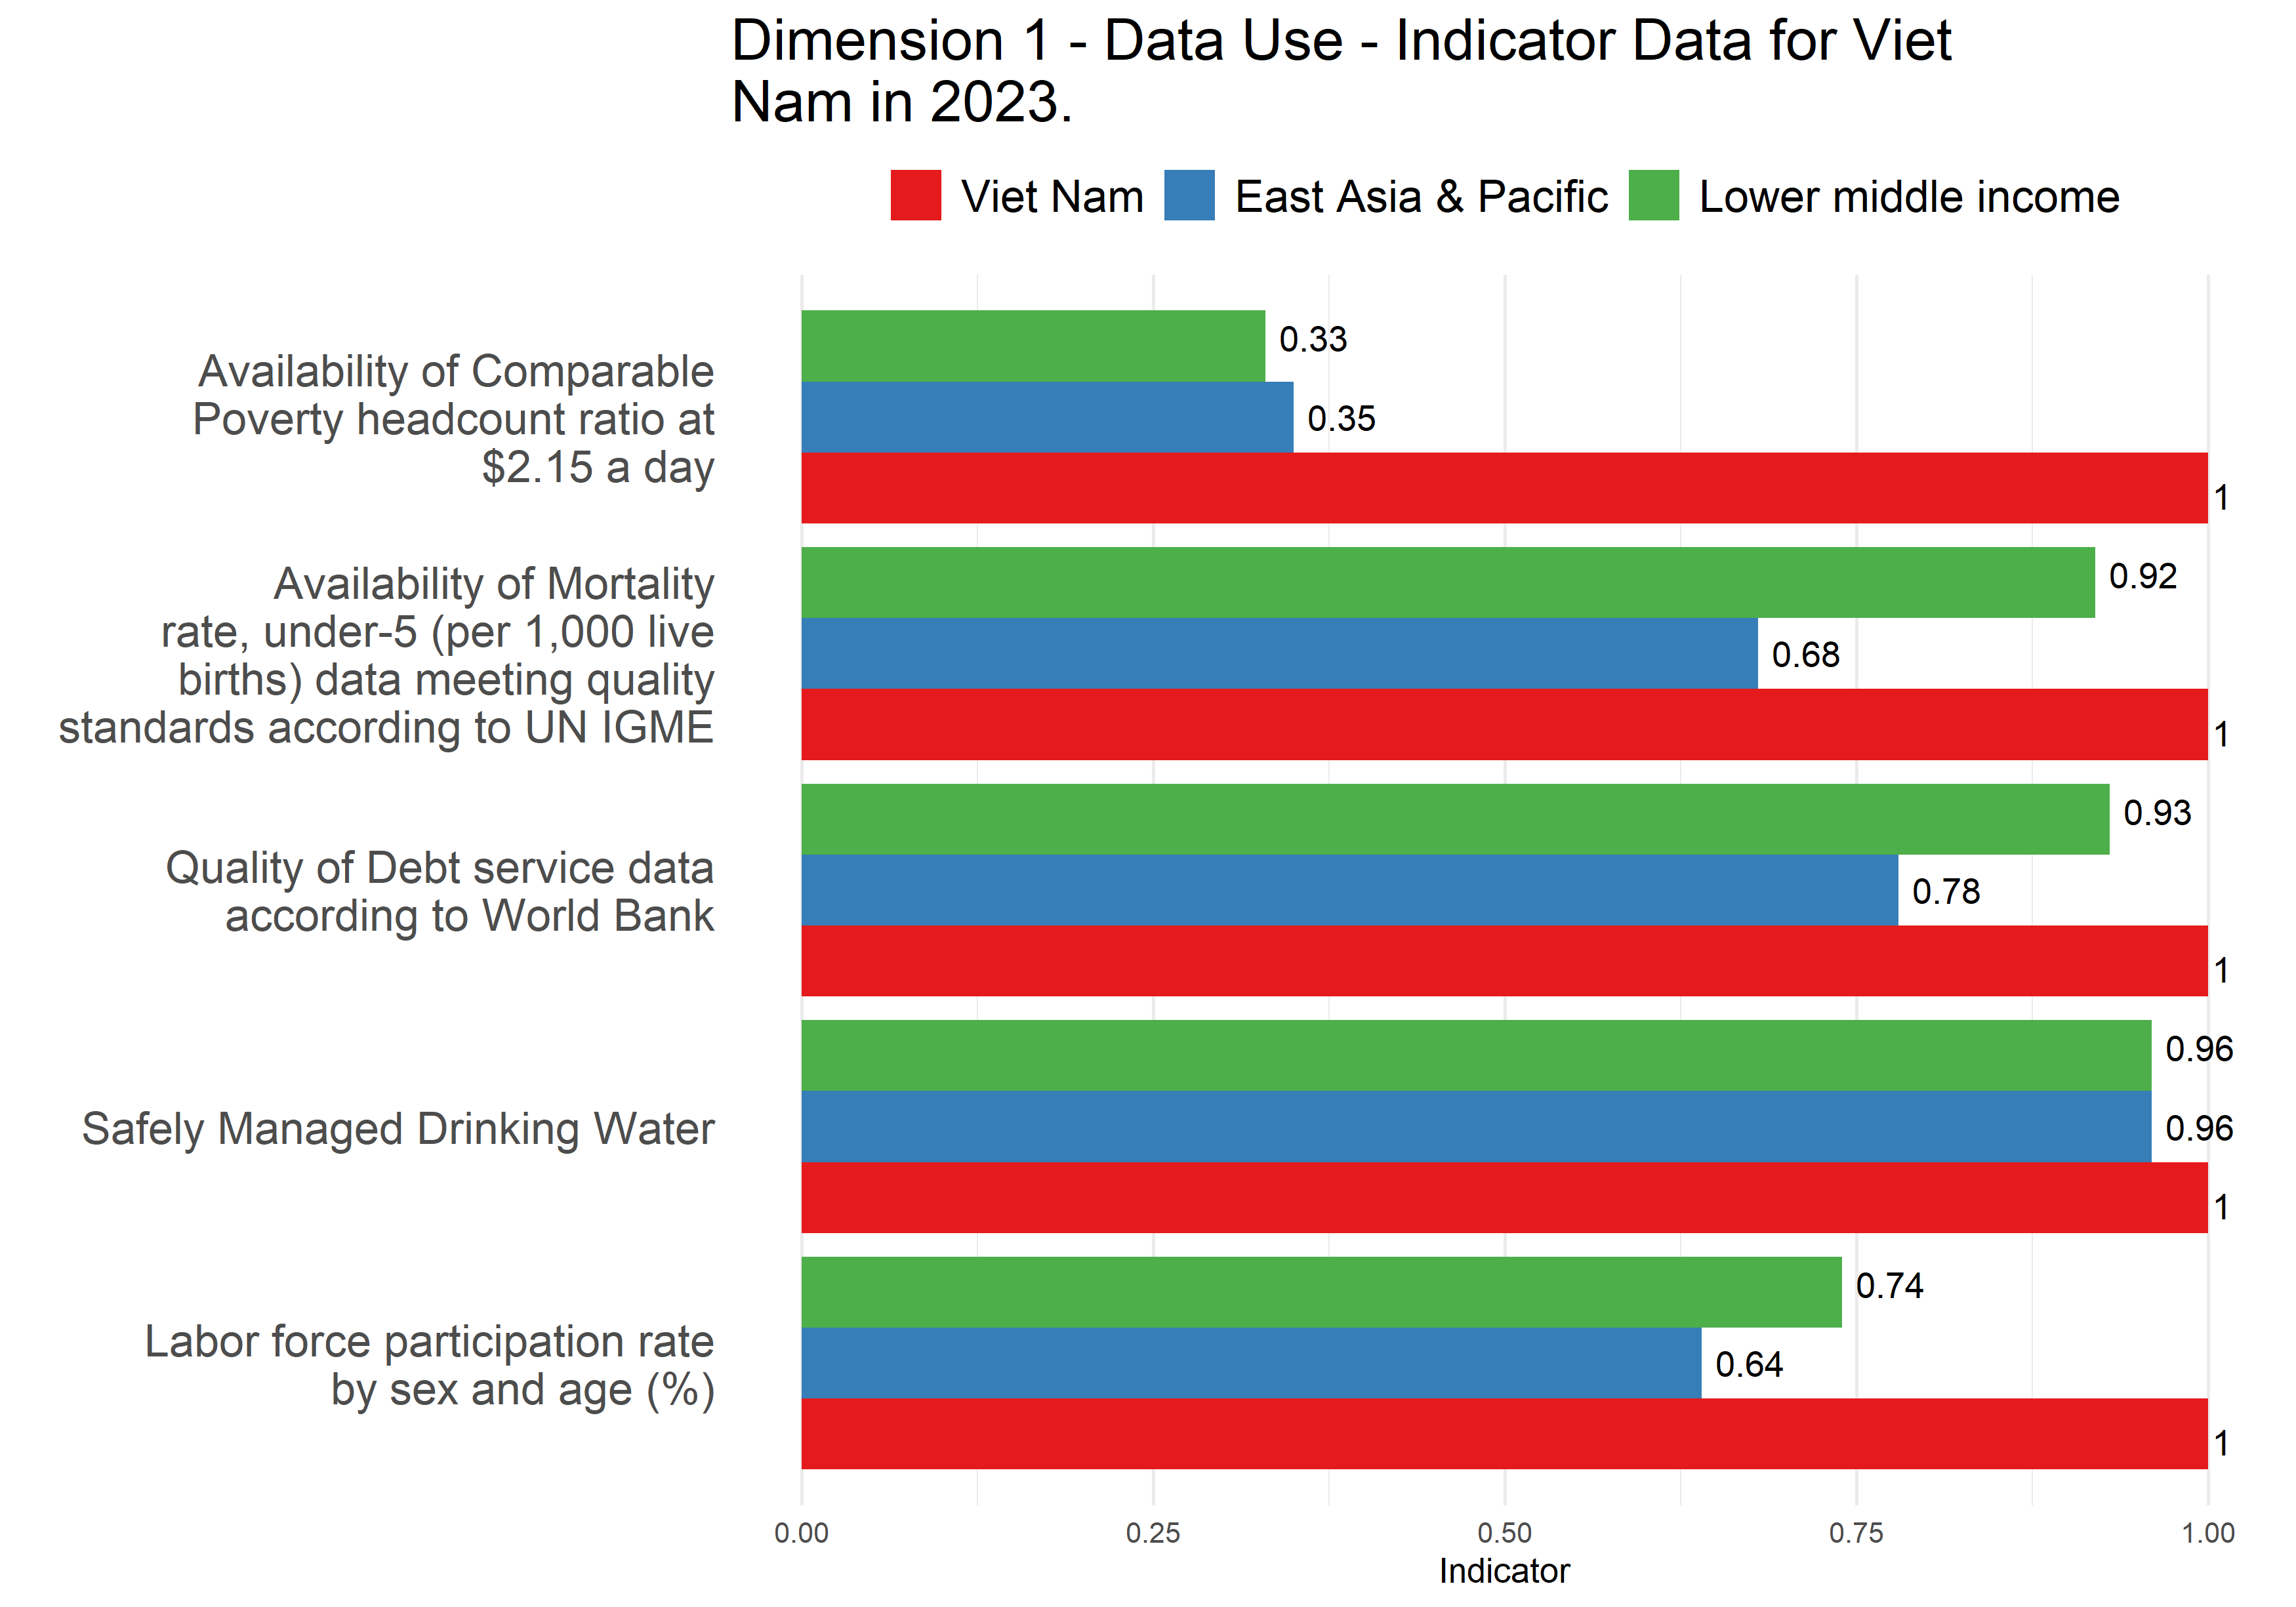 Dimension 1 - Data Use - Indicator Data for Viet
Nam in 2023.
Viet Nam
East Asia & Pacific
Lower middle income
Availability of Comparable
Poverty headcount ratio at
$2.15 a day
0.33
0.35
1
Availability of Mortality
rate, under-5 (per 1,000 live
births) data meeting quality
standards according to UN IGME
0.92
0.68
1
Quality of Debt service data
according to World Bank
0.93
0.78
1
Safely Managed Drinking Water
0.96
0.96
1
Labor force participation rate
by sex and age (%)
0.74
0.64
1
0.00
0.25
0.50
0.75
1.00
Indicator